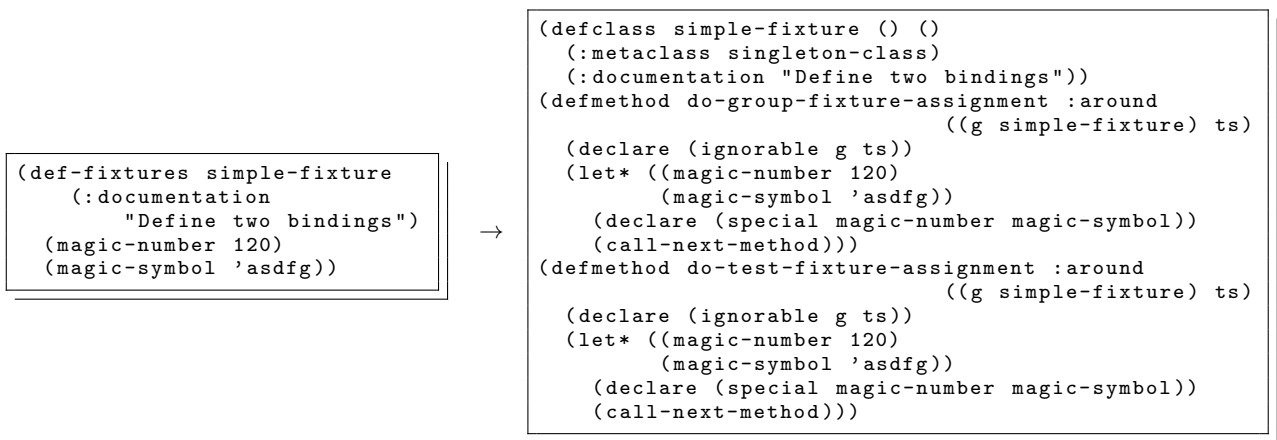 (def-fixtures simple-fixture
    (:documentation
        "Define two bindings")
  (magic-number 120)
  (magic-symbol 'asdfg))
→
(defclass simple-fixture () ()
  (:metaclass singleton-class)
  (:documentation "Define two bindings"))
(defmethod do-group-fixture-assignment :around
                              ((g simple-fixture) ts)
  (declare (ignorable g ts))
  (let* ((magic-number 120)
         (magic-symbol 'asdfg))
    (declare (special magic-number magic-symbol))
    (call-next-method)))
(defmethod do-test-fixture-assignment :around
                              ((g simple-fixture) ts)
  (declare (ignorable g ts))
  (let* ((magic-number 120)
         (magic-symbol 'asdfg))
    (declare (special magic-number magic-symbol))
    (call-next-method)))